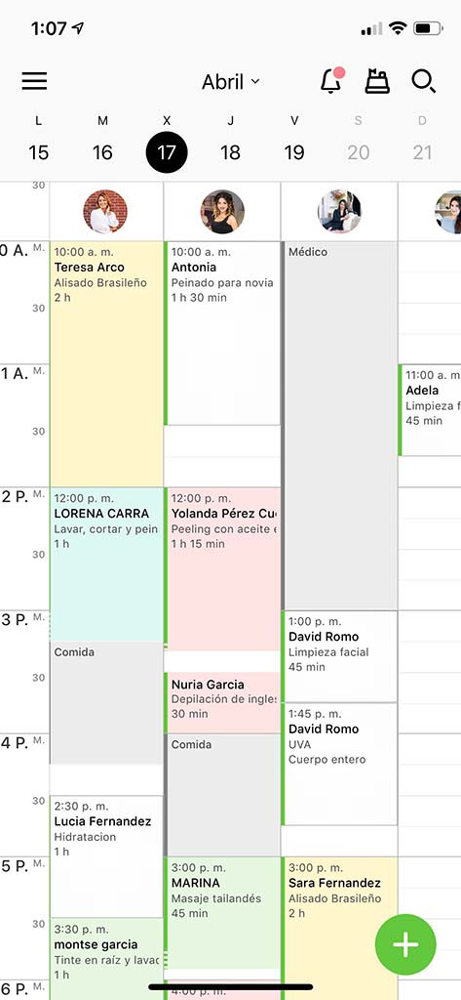 1:07
Abril
L M X J V S D
15 16 17 18 19 20 21
30
0 A. M.
30
1 A. M.
30
2 P. M.
30
3 P. M.
30
4 P. M.
30
5 P. M.
30
6 P. M.
10:00 a. m.
Teresa Arco
Alisado Brasileño
2 h
12:00 p. m.
LORENA CARRA
Lavar, cortar y pein
1 h
Comida
2:30 p. m.
Lucia Fernandez
Hidratacion
1 h
3:30 p. m.
montse garcia
Tinte en raíz y lavad
1 h
10:00 a. m.
Antonia
Peinado para novia
1 h 30 min
12:00 p. m.
Yolanda Pérez Cue
Peeling con aceite e
1 h 15 min
Nuria Garcia
Depilación de ingles
30 min
Comida
3:00 p. m.
MARINA
Masaje tailandés
45 min
4:00 p. m.
Médico
1:00 p. m.
David Romo
Limpieza facial
45 min
1:45 p. m.
David Romo
UVA
Cuerpo entero
3:00 p. m.
Sara Fernandez
Alisado Brasileño
2 h
11:00 a. m
Adela
Limpieza f
45 min